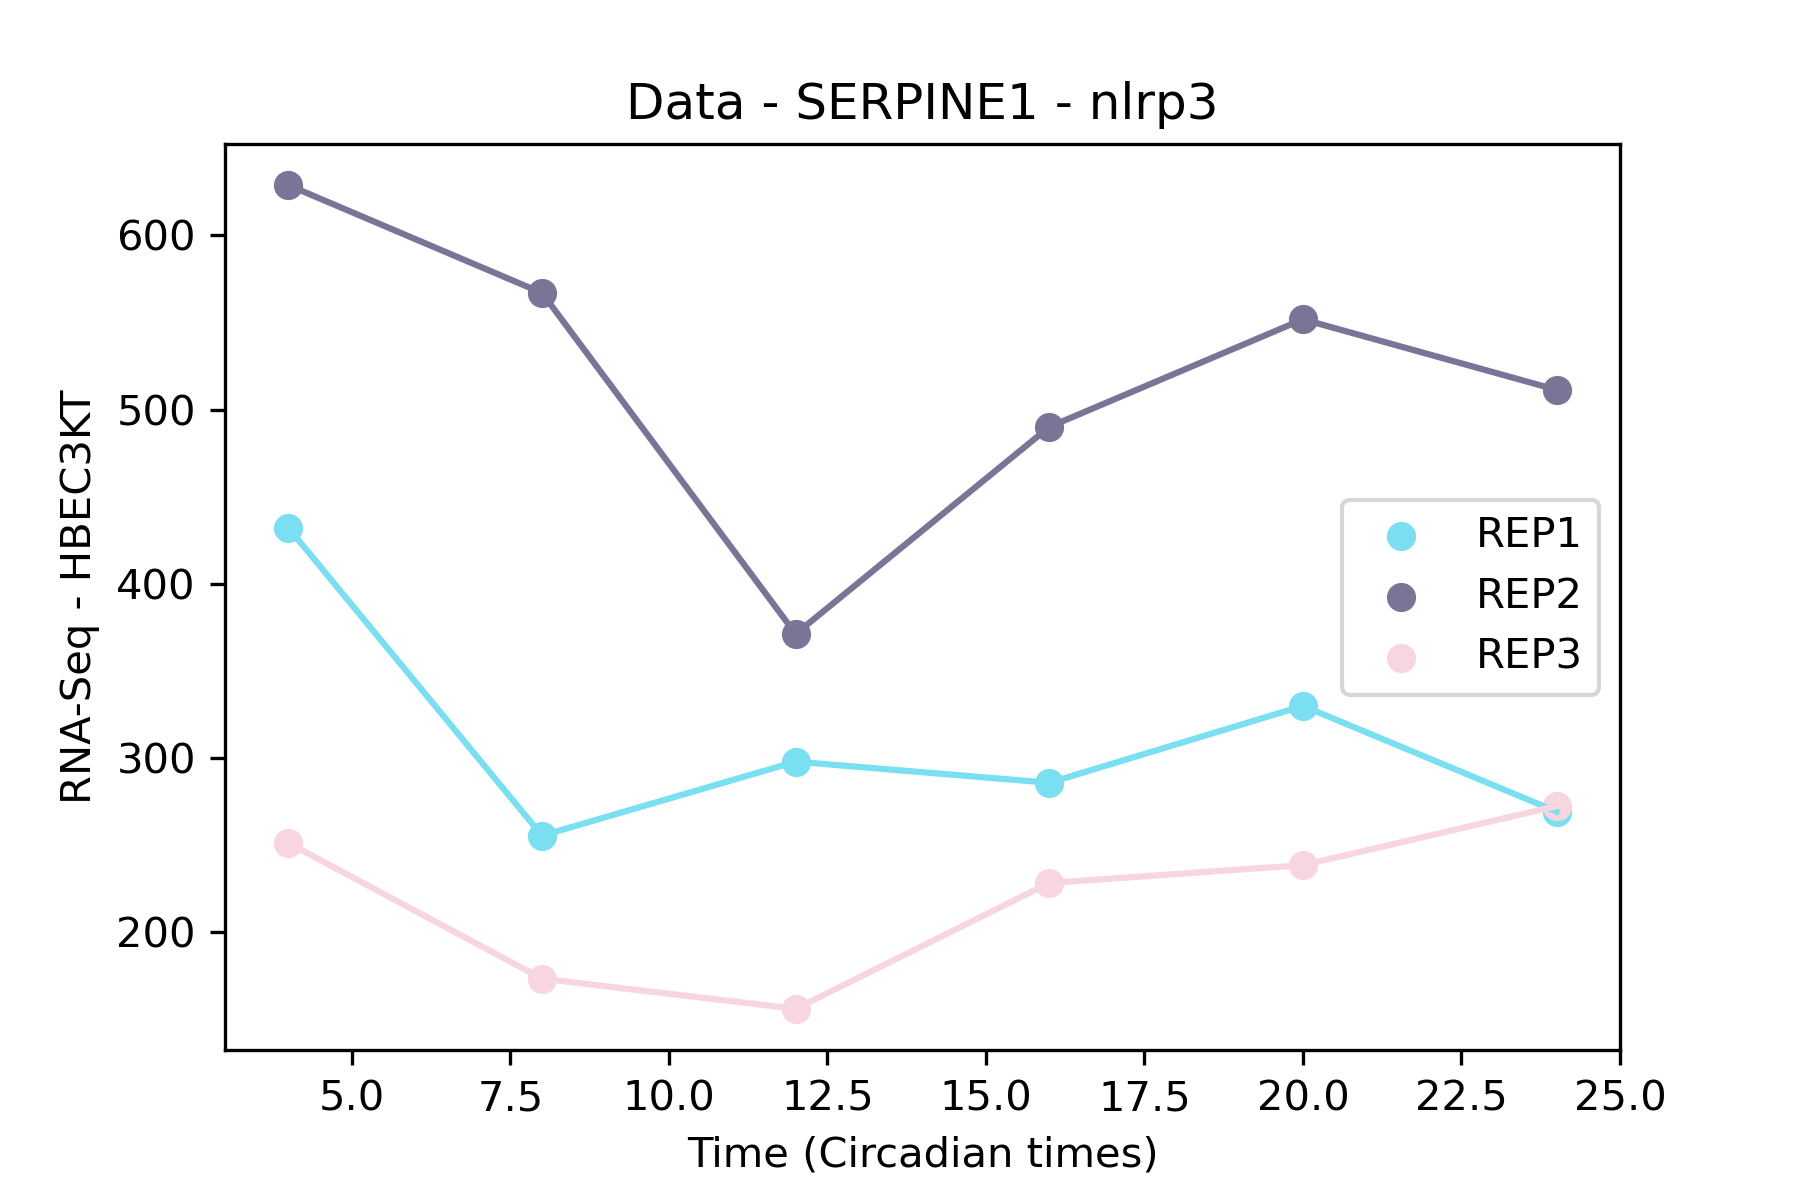 Data - SERPINE1 - nlrp3
RNA-Seq - HBEC3KT
600
500
400
300
200
REP1
REP2
REP3
5.0 7.5 10.0 12.5 15.0 17.5 20.0 22.5 25.0
Time (Circadian times)